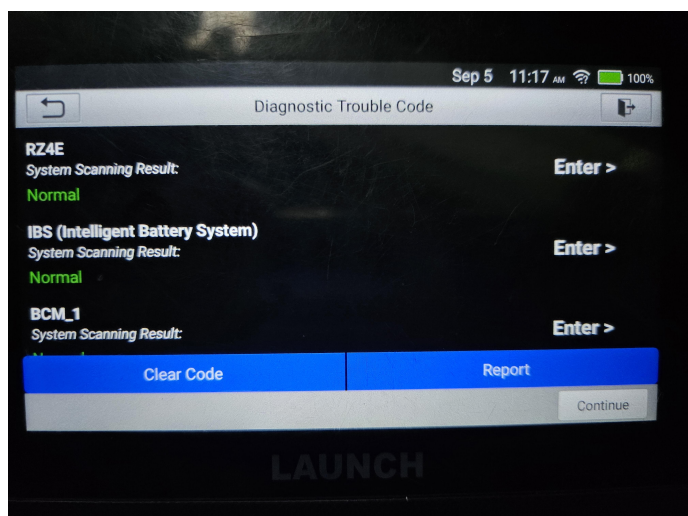 Sep 5 11:17 AM 100%
Diagnostic Trouble Code
RZ4E
System Scanning Result:
Enter >
Normal
IBS (Intelligent Battery System)
System Scanning Result:
Enter >
Normal
BCM_1
System Scanning Result:
Enter >
Clear Code
Report
Continue
LAUNCH